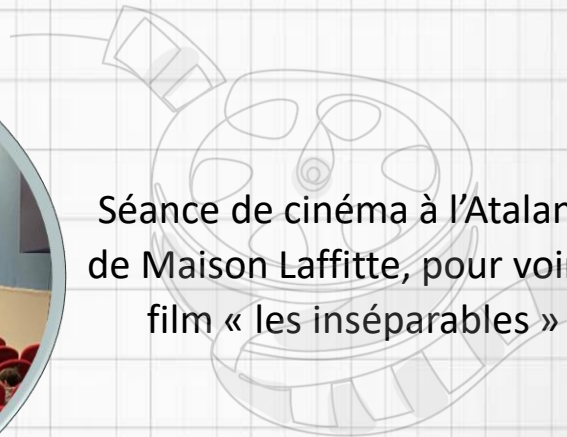 Séance de cinéma à l’Atalan
de Maison Laffitte, pour voi
film « les inséparables »